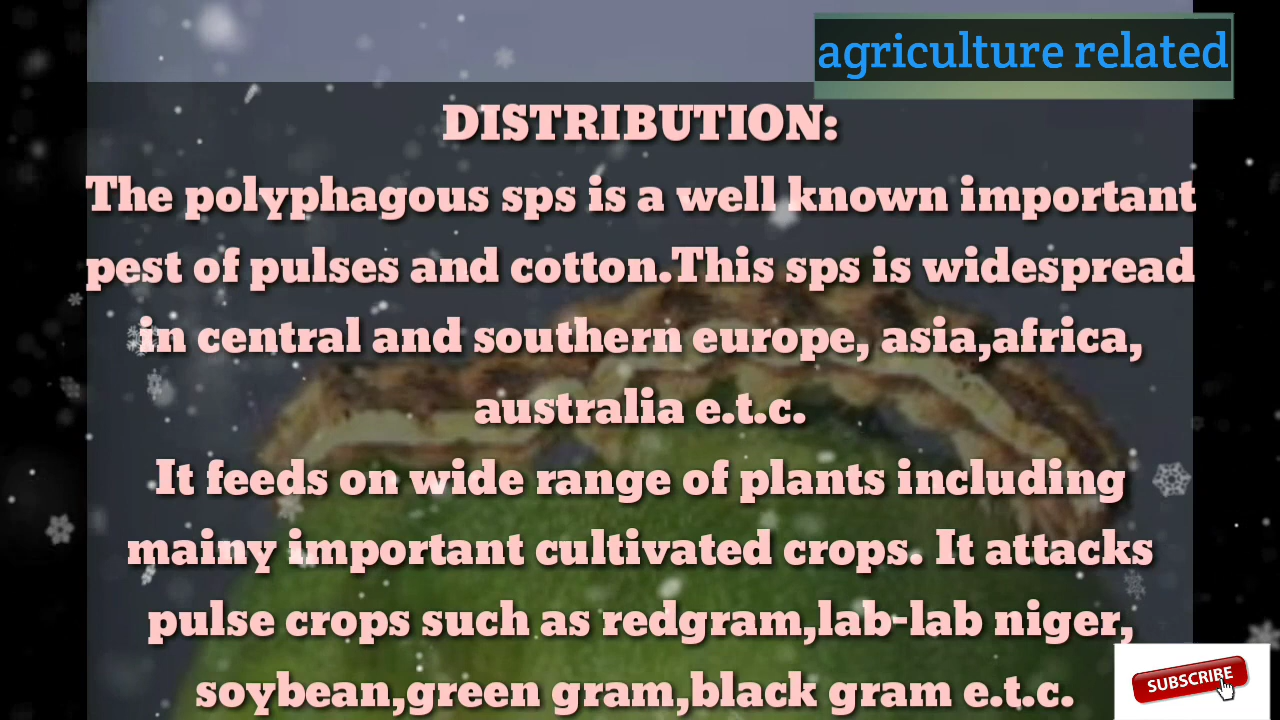 agriculture related
DISTRIBUTION:
The polyphagous sps is a well known important
pest of pulses and cotton.This sps is widespread
in central and southern europe, asia,africa,
australia e.t.c.
It feeds on wide range of plants including
mainy important cultivated crops. It attacks
pulse crops such as redgram,lab-lab niger,
soybean,green gram,black gram e.t.c.
SUBSCRIBE